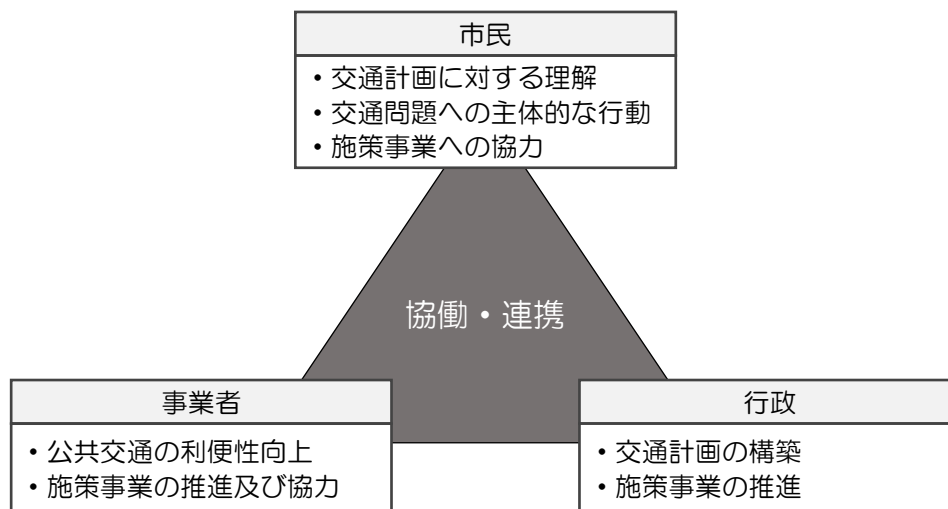 市民
・交通計画に対する理解
・交通問題への主体的な行動
・施策事業への協力
協働・連携
事業者
・公共交通の利便性向上
・施策事業の推進及び協力
行政
・交通計画の構築
・施策事業の推進